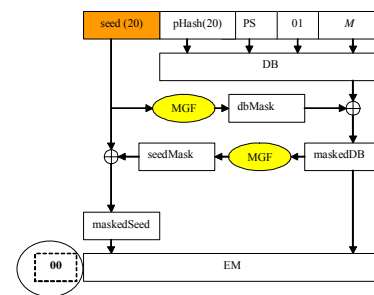 seed (20) pHash(20) PS 01 M
DB
MGF dbMask
seedMask MGF maskedDB
maskedSeed
00 EM